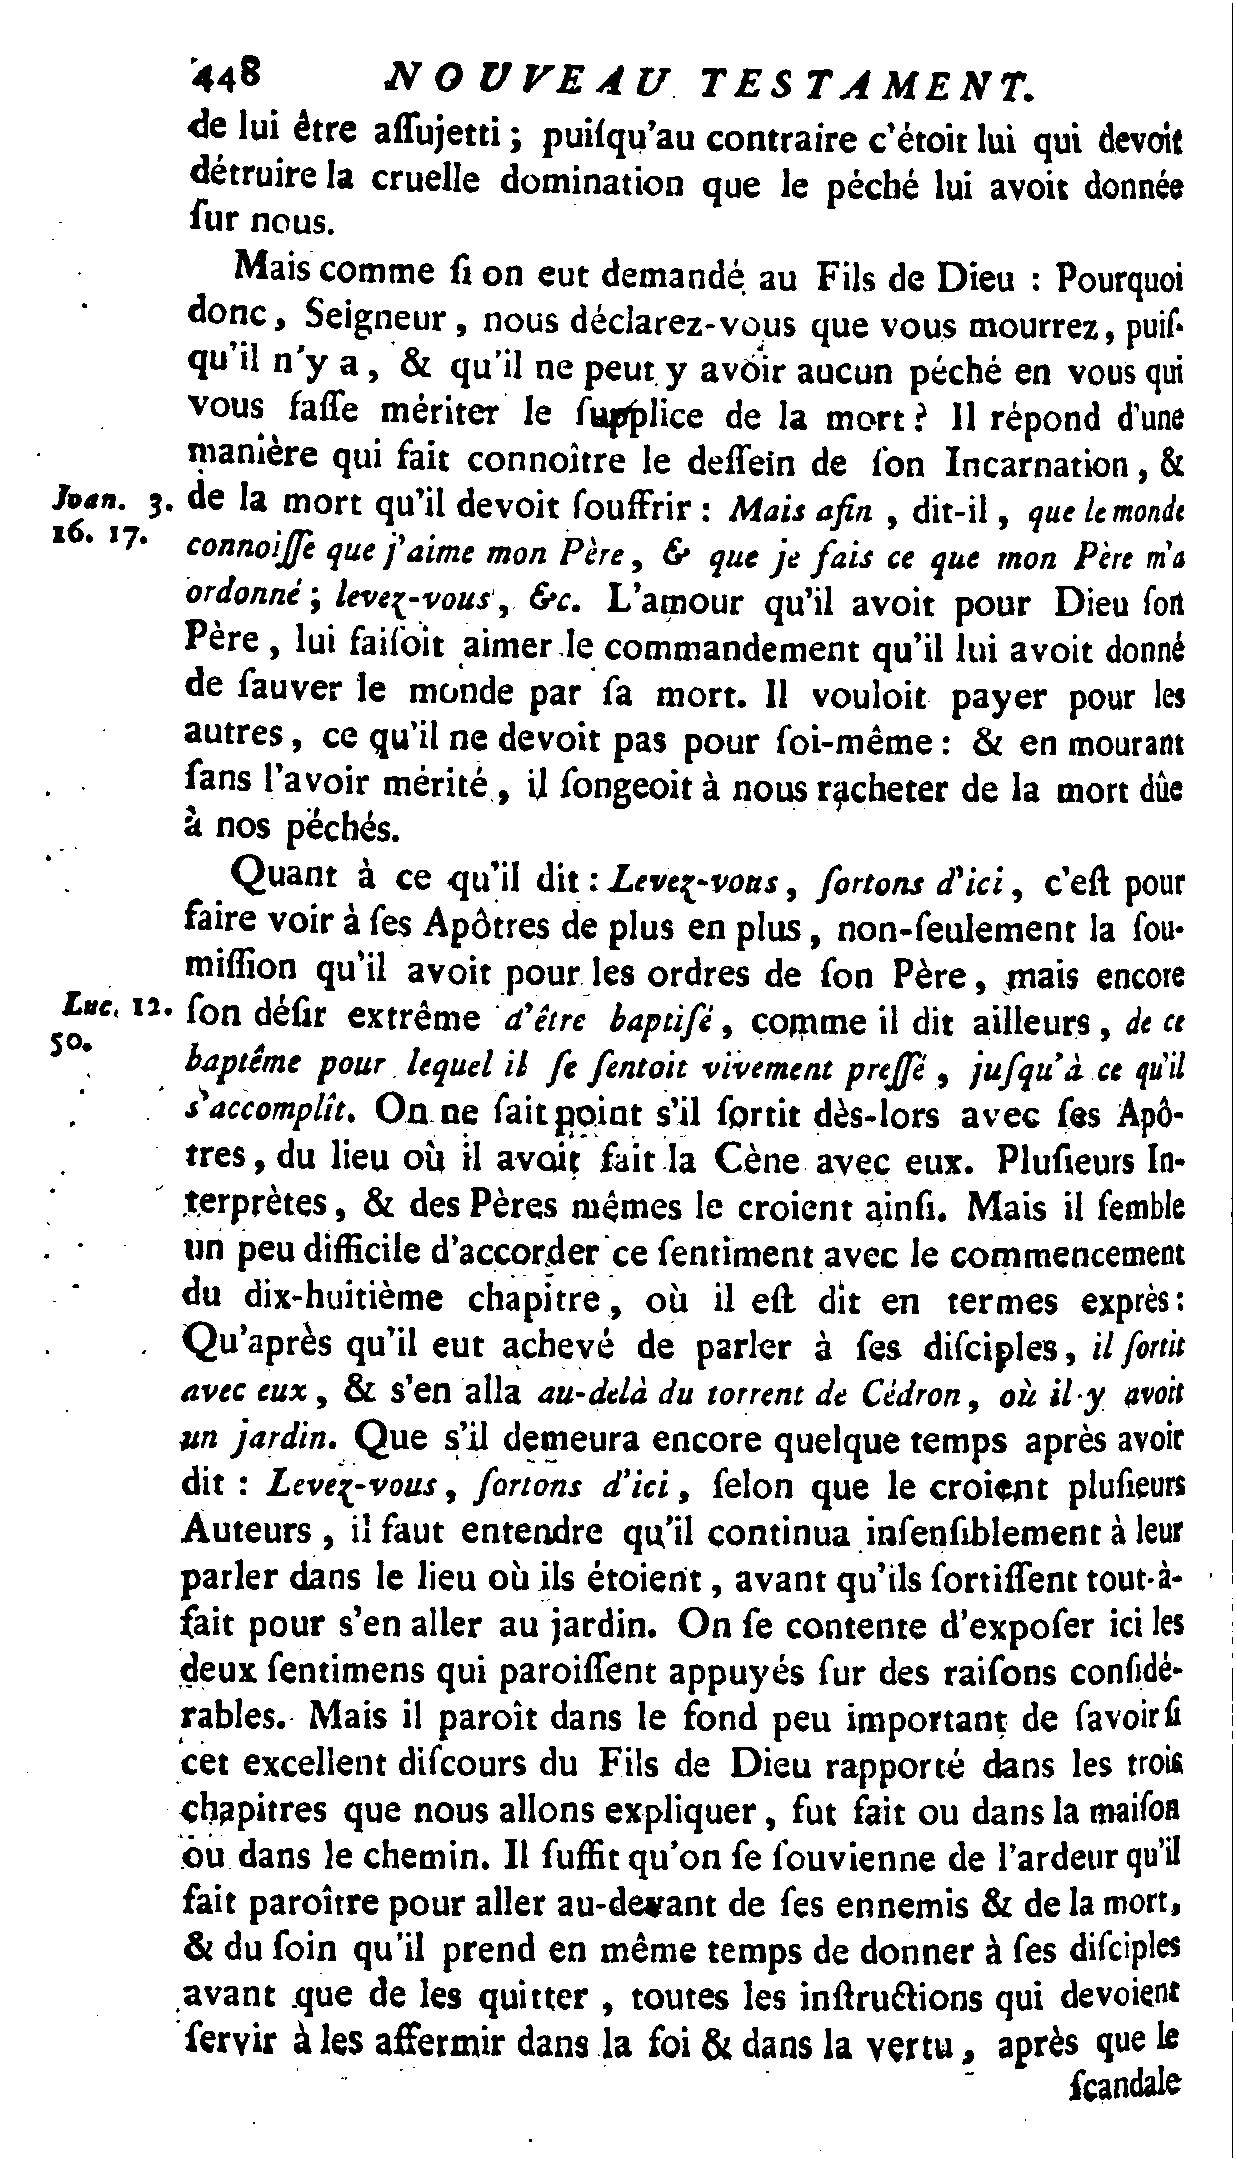 448 NOUVEAU TESTAMENT.
de lui être aſſujetti ; puiſqu'au contraire c'étoit lui qui devoit
détruire la cruelle domination que le péché lui avoit donnée
ſur nous.
Mais comme ſi on eut demandé au Fils de Dieu : Pourquoi
donc, Seigneur, nous déclarez-vous que vous mourrez, puiſ-
qu'il n'y a, & qu'il ne peut y avoir aucun péché en vous qui
vous faſſe mériter le ſupplice de la mort ? Il répond d'une
manière qui fait connoître le deſſein de ſon Incarnation, &
Joan. 3. de la mort qu'il devoit ſouffrir : Mais afin, dit-il, que le monde
16. 17. connoiſſe que j'aime mon Père, & que je fais ce que mon Père m'a
ordonné ; levez-vous, &c. L'amour qu'il avoit pour Dieu ſon
Père, lui faiſoit aimer le commandement qu'il lui avoit donné
de ſauver le monde par ſa mort. Il vouloit payer pour les
autres, ce qu'il ne devoit pas pour ſoi-même : & en mourant
ſans l'avoir mérité, il ſongeoit à nous racheter de la mort dûe
à nos péchés.
Quant à ce qu'il dit : Levez-vous, ſortons d'ici, c'eſt pour
faire voir à ſes Apôtres de plus en plus, non-ſeulement la ſou-
miſſion qu'il avoit pour les ordres de ſon Père, mais encore
Luc. 12. ſon déſir extrême d'être baptiſé, comme il dit ailleurs, de ce
50. baptême pour lequel il ſe ſentoit vivement preſſé, juſqu'à ce qu'il
s'accomplît. On ne ſait point s'il ſortit dès-lors avec ſes Apô-
tres, du lieu où il avoit fait la Cène avec eux. Pluſieurs In-
terprètes, & des Pères mêmes le croient ainſi. Mais il ſemble
un peu difficile d'accorder ce ſentiment avec le commencement
du dix-huitième chapitre, où il eſt dit en termes exprès :
Qu'après qu'il eut achevé de parler à ſes diſciples, il ſortit
avec eux, & s'en alla au-delà du torrent de Cédron, où il y avoit
un jardin. Que s'il demeura encore quelque temps après avoir
dit : Levez-vous, ſortons d'ici, ſelon que le croient pluſieurs
Auteurs, il faut entendre qu'il continua inſenſiblement à leur
parler dans le lieu où ils étoient, avant qu'ils ſortiſſent tout-à-
fait pour s'en aller au jardin. On ſe contente d'expoſer ici les
deux ſentimens qui paroiſſent appuyés ſur des raiſons conſidé-
rables. Mais il paroît dans le fond peu important de ſavoir ſi
cet excellent diſcours du Fils de Dieu rapporté dans les trois
chapitres que nous allons expliquer, fut fait ou dans la maiſon
ou dans le chemin. Il ſuffit qu'on ſe ſouvienne de l'ardeur qu'il
fait paroître pour aller au-devant de ſes ennemis & de la mort,
& du ſoin qu'il prend en même temps de donner à ſes diſciples
avant que de les quitter, toutes les inſtructions qui devoient
ſervir à les affermir dans la foi & dans la vertu, après que le
ſcandale